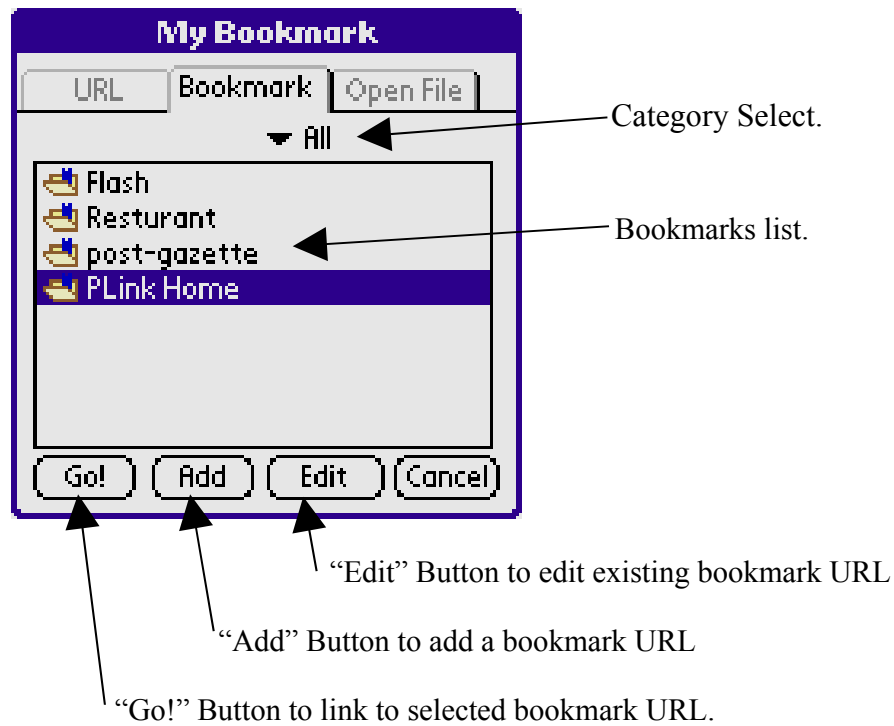 My Bookmark
URL Bookmark Open File
Category Select.
All
Flash
Resturant
Bookmarks list.
post-gazette
PLink Home
Go! Add Edit Cancel
“Edit” Button to edit existing bookmark URL
“Add” Button to add a bookmark URL
“Go!” Button to link to selected bookmark URL.